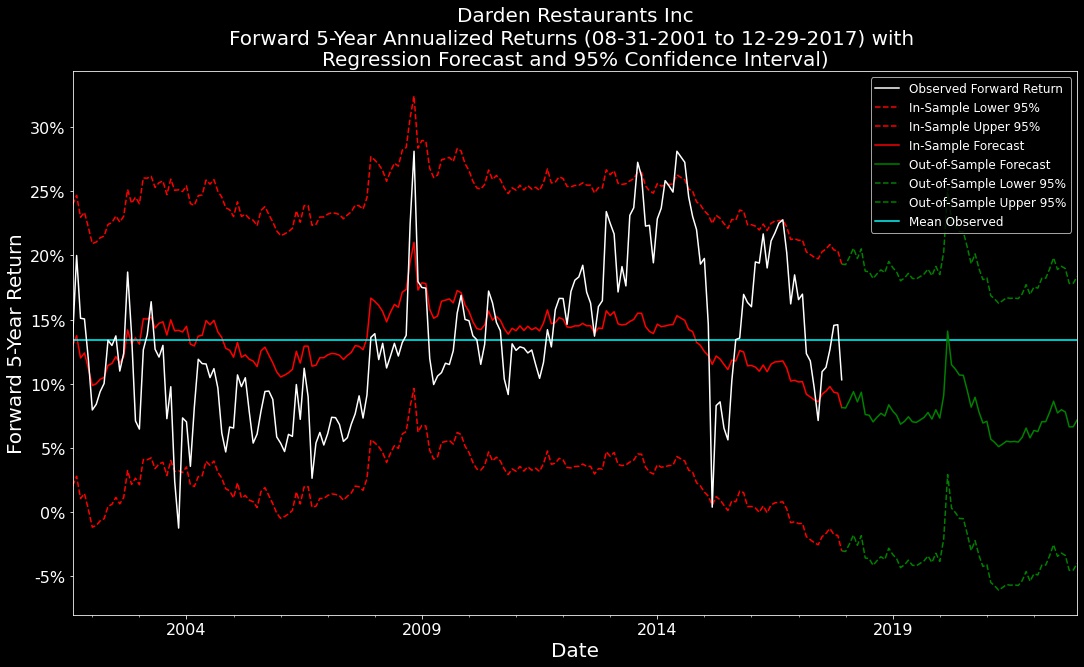 Darden Restaurants Inc
Forward 5-Year Annualized Returns (08-31-2001 to 12-29-2017) with
Regression Forecast and 95% Confidence Interval)
Observed Forward Return
In-Sample Lower 95%
In-Sample Upper 95%
In-Sample Forecast
Out-of-Sample Forecast
Out-of-Sample Lower 95%
Out-of-Sample Upper 95%
Mean Observed
Forward 5-Year Return
30%
25%
20%
15%
10%
5%
0%
-5%
2004
2009
2014
2019
Date